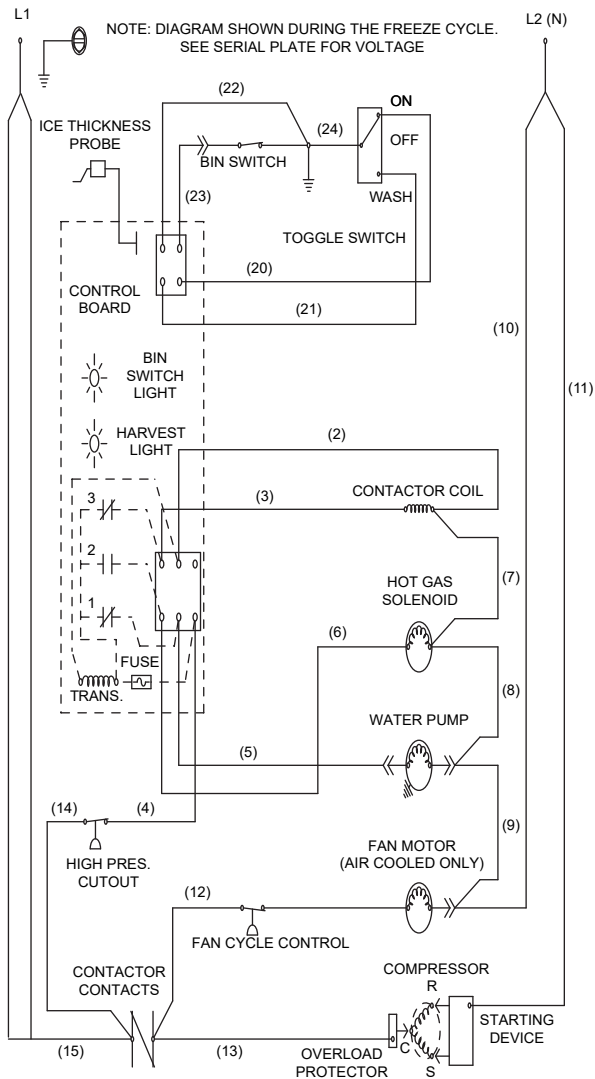 L1
L2 (N)
NOTE: DIAGRAM SHOWN DURING THE FREEZE CYCLE.
SEE SERIAL PLATE FOR VOLTAGE
(22)
ON
ICE THICKNESS
PROBE
(24)
OFF
BIN SWITCH
WASH
(23)
TOGGLE SWITCH
(20)
CONTROL
BOARD
(21)
(10)
BIN
SWITCH
LIGHT
(11)
HARVEST
LIGHT
(2)
3
(3)
CONTACTOR COIL
2
HOT GAS
SOLENOID
(7)
1
(6)
FUSE
TRANS.
(8)
WATER PUMP
(5)
(14)
(4)
(9)
HIGH PRES.
CUTOUT
FAN MOTOR
(AIR COOLED ONLY)
(12)
FAN CYCLE CONTROL
CONTACTOR
CONTACTS
COMPRESSOR
R
STARTING
DEVICE
(15)
(13)
C
OVERLOAD
PROTECTOR
S